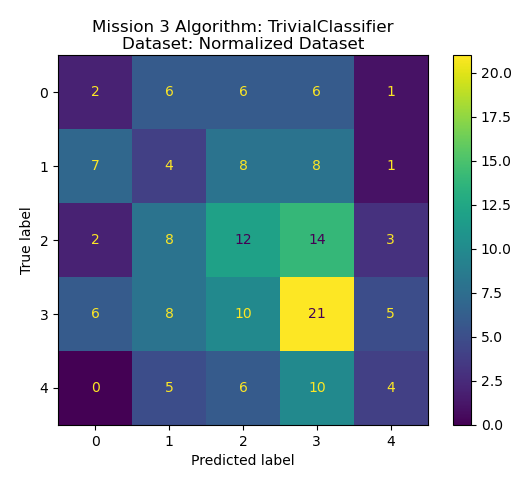 Mission 3 Algorithm: TrivialClassifier
Dataset: Normalized Dataset
True label
0 2 6 6 6 1
1 7 4 8 8 1
2 2 8 12 14 3
3 6 8 10 21 5
4 0 5 6 10 4
0 1 2 3 4
Predicted label
20.0
17.5
15.0
12.5
10.0
7.5
5.0
2.5
0.0